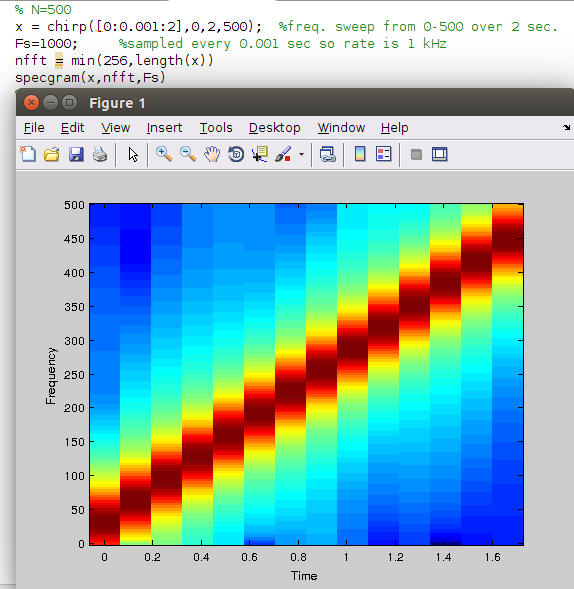 % N=500
x = chirp([0:0.001:2],0,2,500);  %freq. sweep from 0-500 over 2 sec.
Fs=1000;     %sampled every 0.001 sec so rate is 1 kHz
nfft = min(256,length(x))
specgram(x,nfft,Fs)
Figure 1
File Edit View Insert Tools Desktop Window Help
500
450
400
350
300
250
200
150
100
50
0
Frequency
0 0.2 0.4 0.6 0.8 1 1.2 1.4 1.6
Time